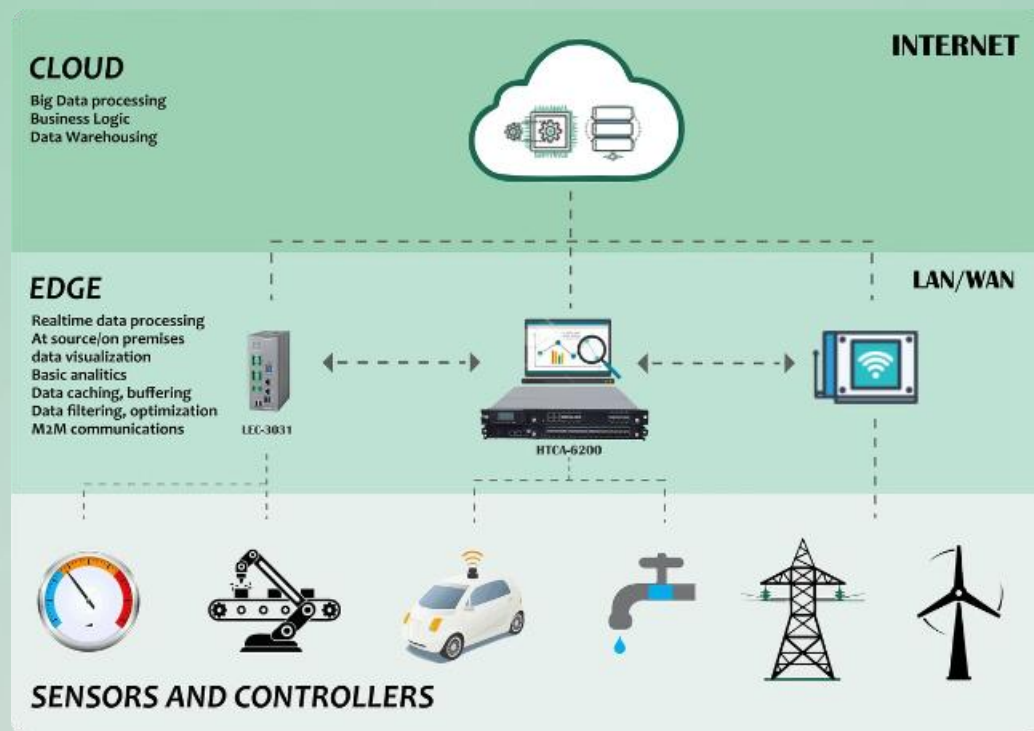 CLOUD
Big Data processing
Business Logic
Data Warehousing
INTERNET
EDGE
Realtime data processing
At source/on premises
data visualization
Basic analitics
Data caching, buffering
Data filtering, optimization
M2M communications
LAN/WAN
LEC-3031
HTCA-6200
SENSORS AND CONTROLLERS